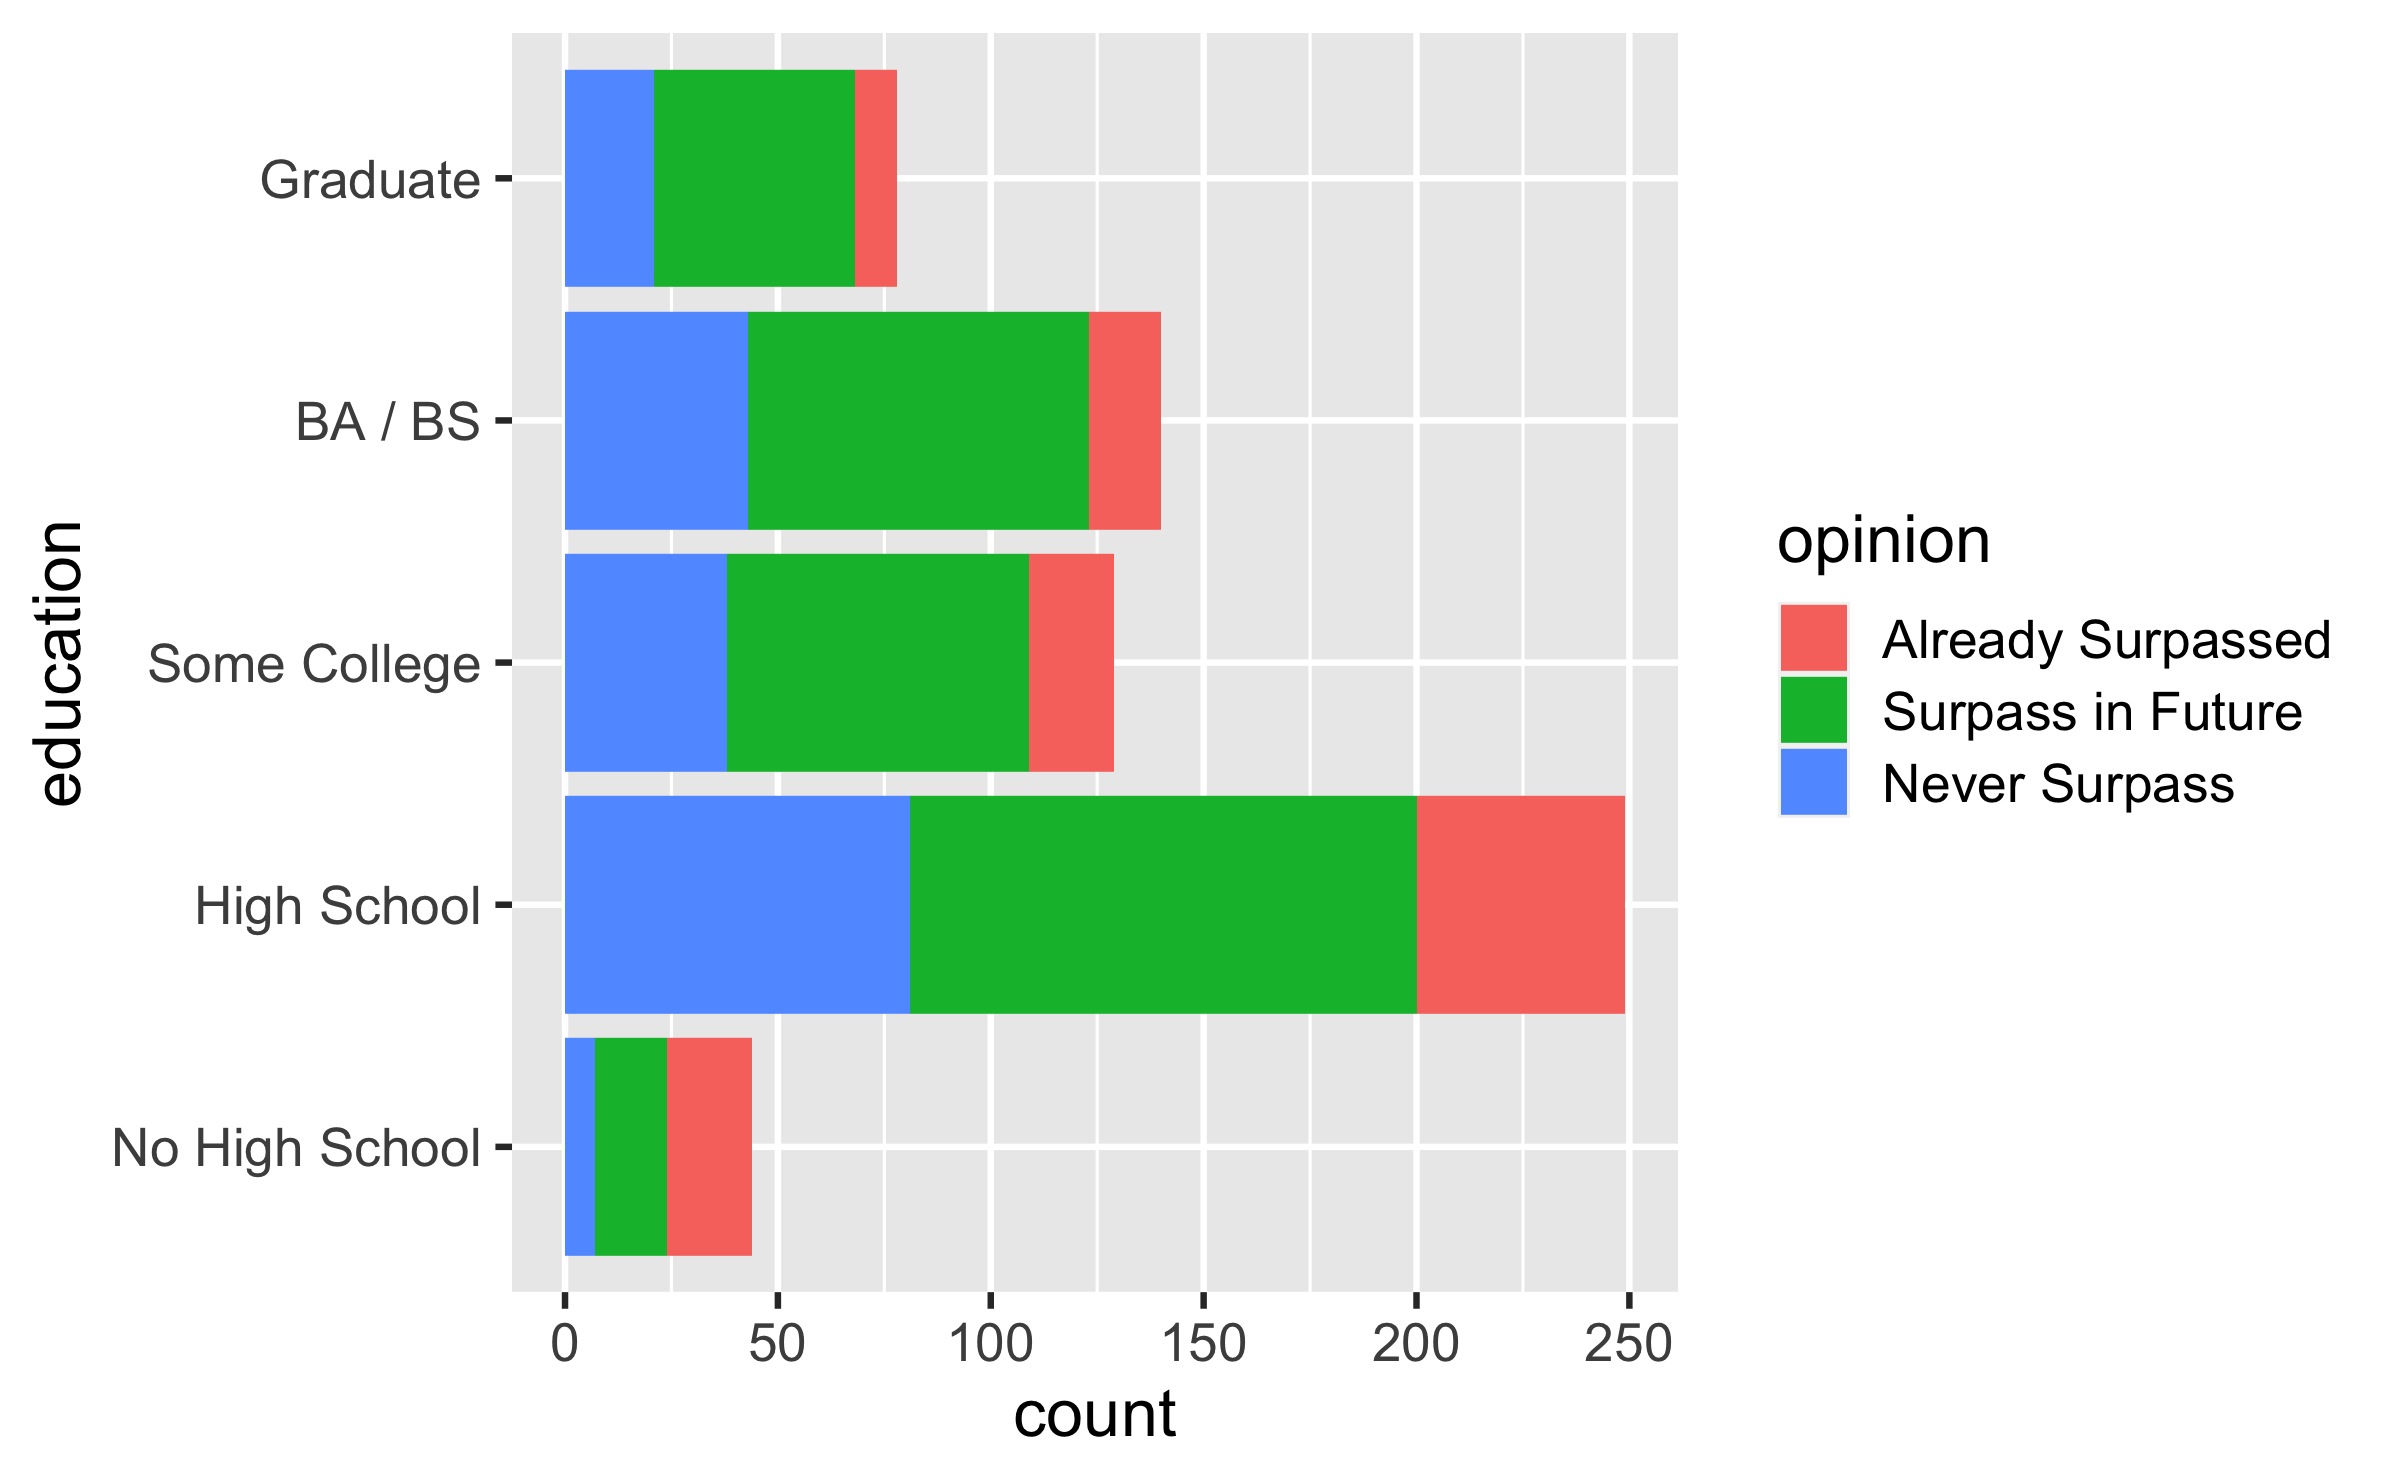 Graduate
BA / BS
Some College
High School
No High School
education
0 50 100 150 200 250
count
opinion
Already Surpassed
Surpass in Future
Never Surpass